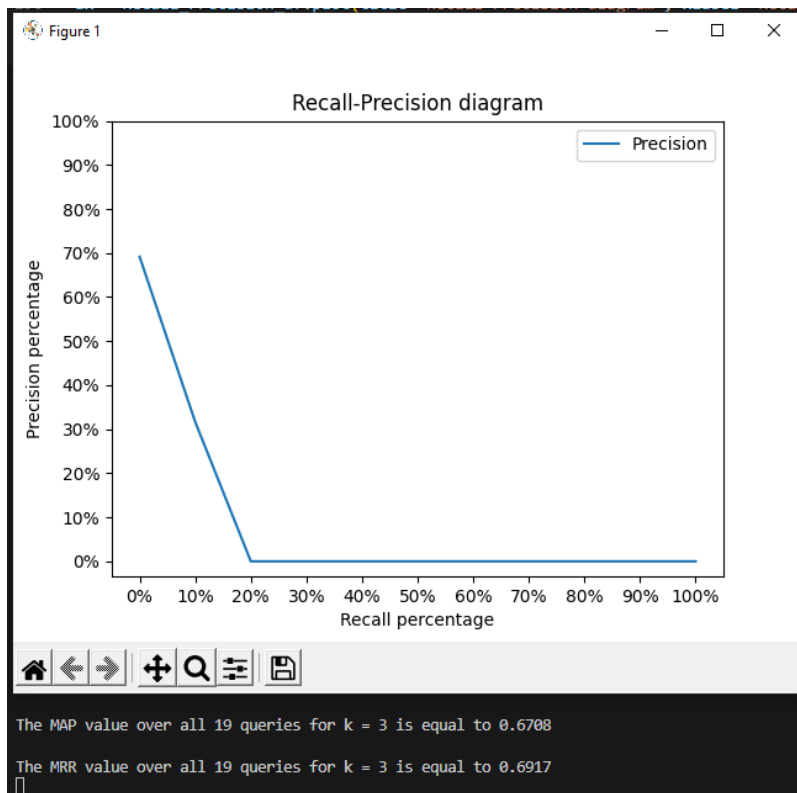 Figure 1
Recall-Precision diagram
100%
90%
80%
70%
60%
50%
40%
30%
20%
10%
0%
Precision percentage
Precision
0% 10% 20% 30% 40% 50% 60% 70% 80% 90% 100%
Recall percentage
The MAP value over all 19 queries for k = 3 is equal to 0.6708
The MRR value over all 19 queries for k = 3 is equal to 0.6917